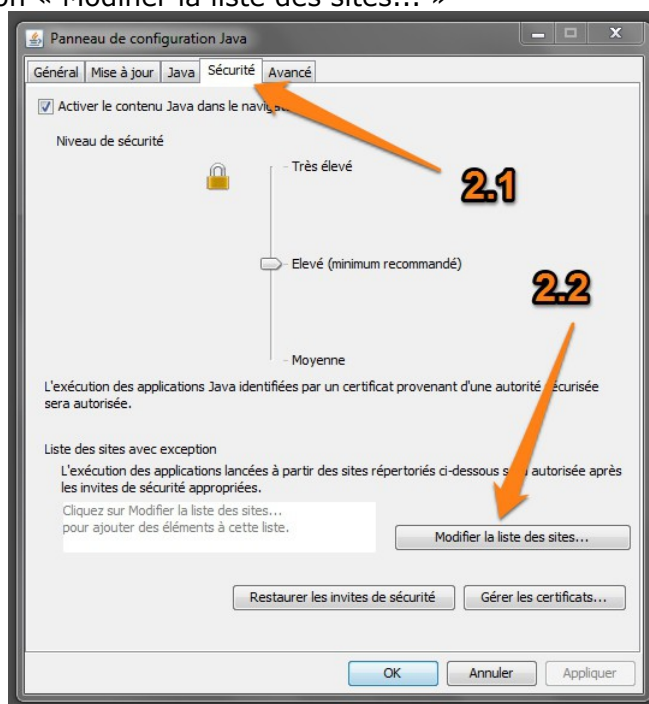 on « Modifier la liste des sites... »
Panneau de configuration Java
Général Mise à jour Java Sécurité Avancé
Activer le contenu Java dans le
Niveau de sécurité
Très élevé
2.1
Elevé (minimum recommandé)
2.2
Moyenne
L'exécution des applications Java identifiées par un certificat provenant d'une autorité sécurisée
sera autorisée.
Liste des sites avec exception
L'exécution des applications lancées à partir des sites répertoriés ci-dessous autorisée après
les invites de sécurité appropriées.
Cliquez sur Modifier la liste des sites...
pour ajouter des éléments à cette liste.
Modifier la liste des sites...
Restaurer les invites de sécurité Gérer les certificats...
OK Annuler Appliquer